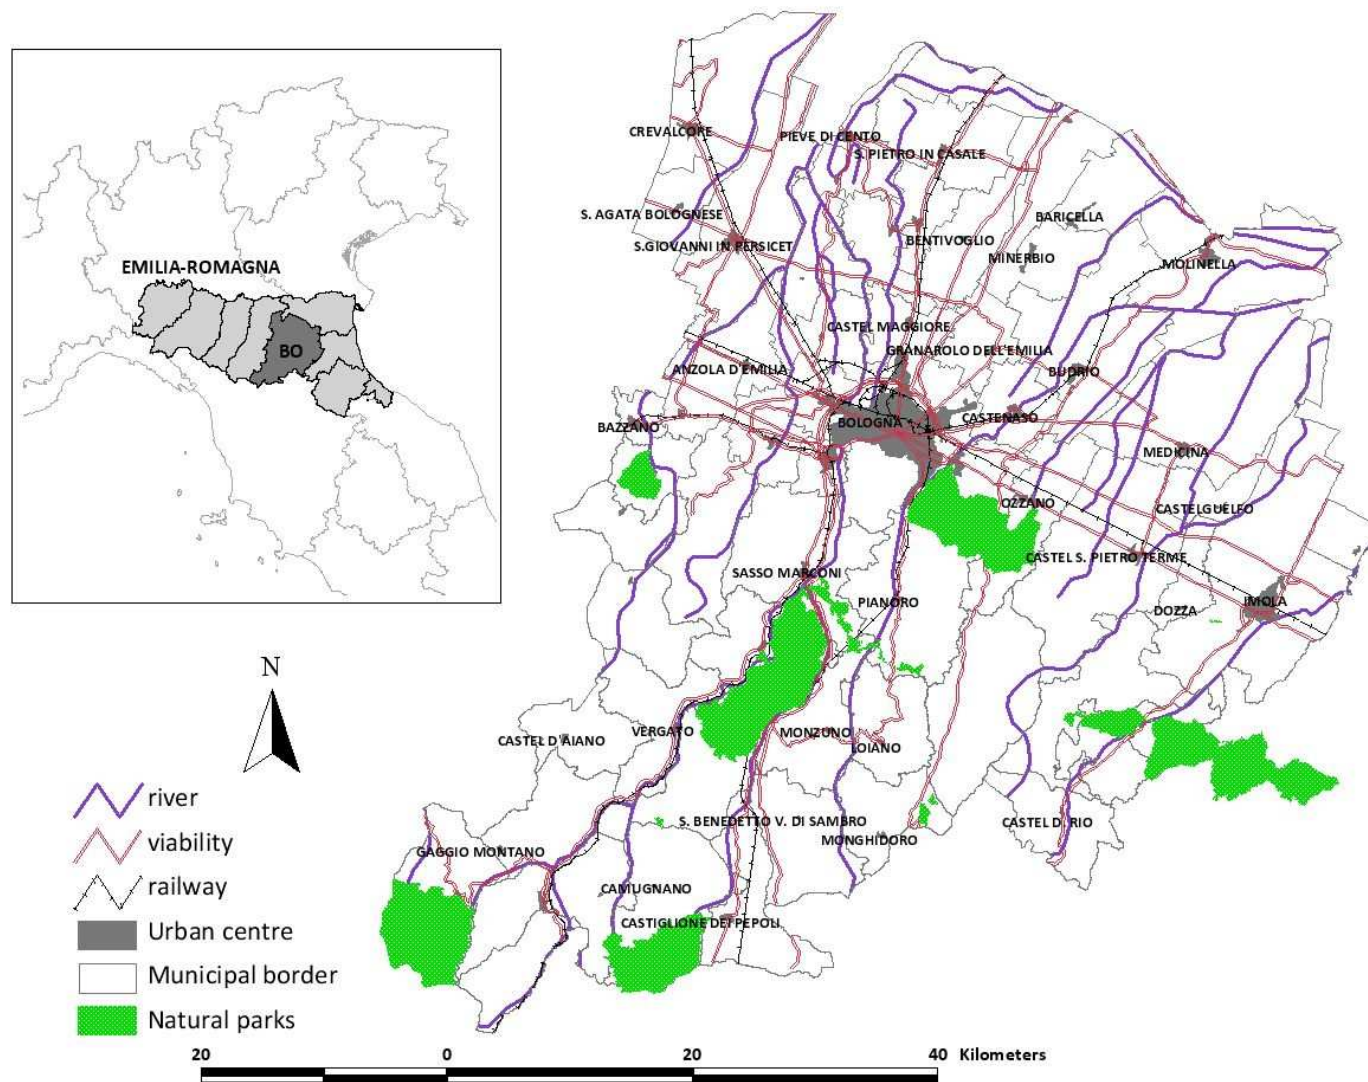 EMILIA-ROMAGNA
BO
CREVALCORE
PIEVE DI CENTO
S. PIETRO IN CASALE
S. AGATA BOLOGNESE
BARICELLA
S.GIOVANNI IN PERSICET
BENTIVOGLIO
MINERBIO
MOLINELLA
CASTEL MAGGIORE
GRANAROLO DELL'EMILIA
ANZOLA D'EMILIA
BUDRIO
BAZZANO
BOLOGNA
CASTENASO
MEDICINA
OZZANO
CASTELGUELFO
CASTEL S. PIETRO TERME
SASSO MARCONI
PIANORO
DOZZA
IMOLA
CASTEL D'AIANO
VERGATO
MONZUNO
LOIANO
S. BENEDETTO V. DI SAMBRO
MONGHIDORO
CASTEL D. RIO
GAGGIO MONTANO
CAMUGNANO
CASTIGLIONE DEI PEPOLI
N
river
viability
railway
Urban centre
Municipal border
Natural parks
20 0 20 40 Kilometers